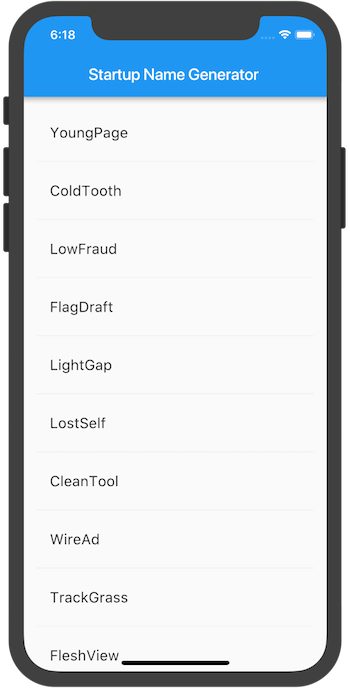 6:18
Startup Name Generator
YoungPage
ColdTooth
LowFraud
FlagDraft
LightGap
LostSelf
CleanTool
WireAd
TrackGrass
FleshView